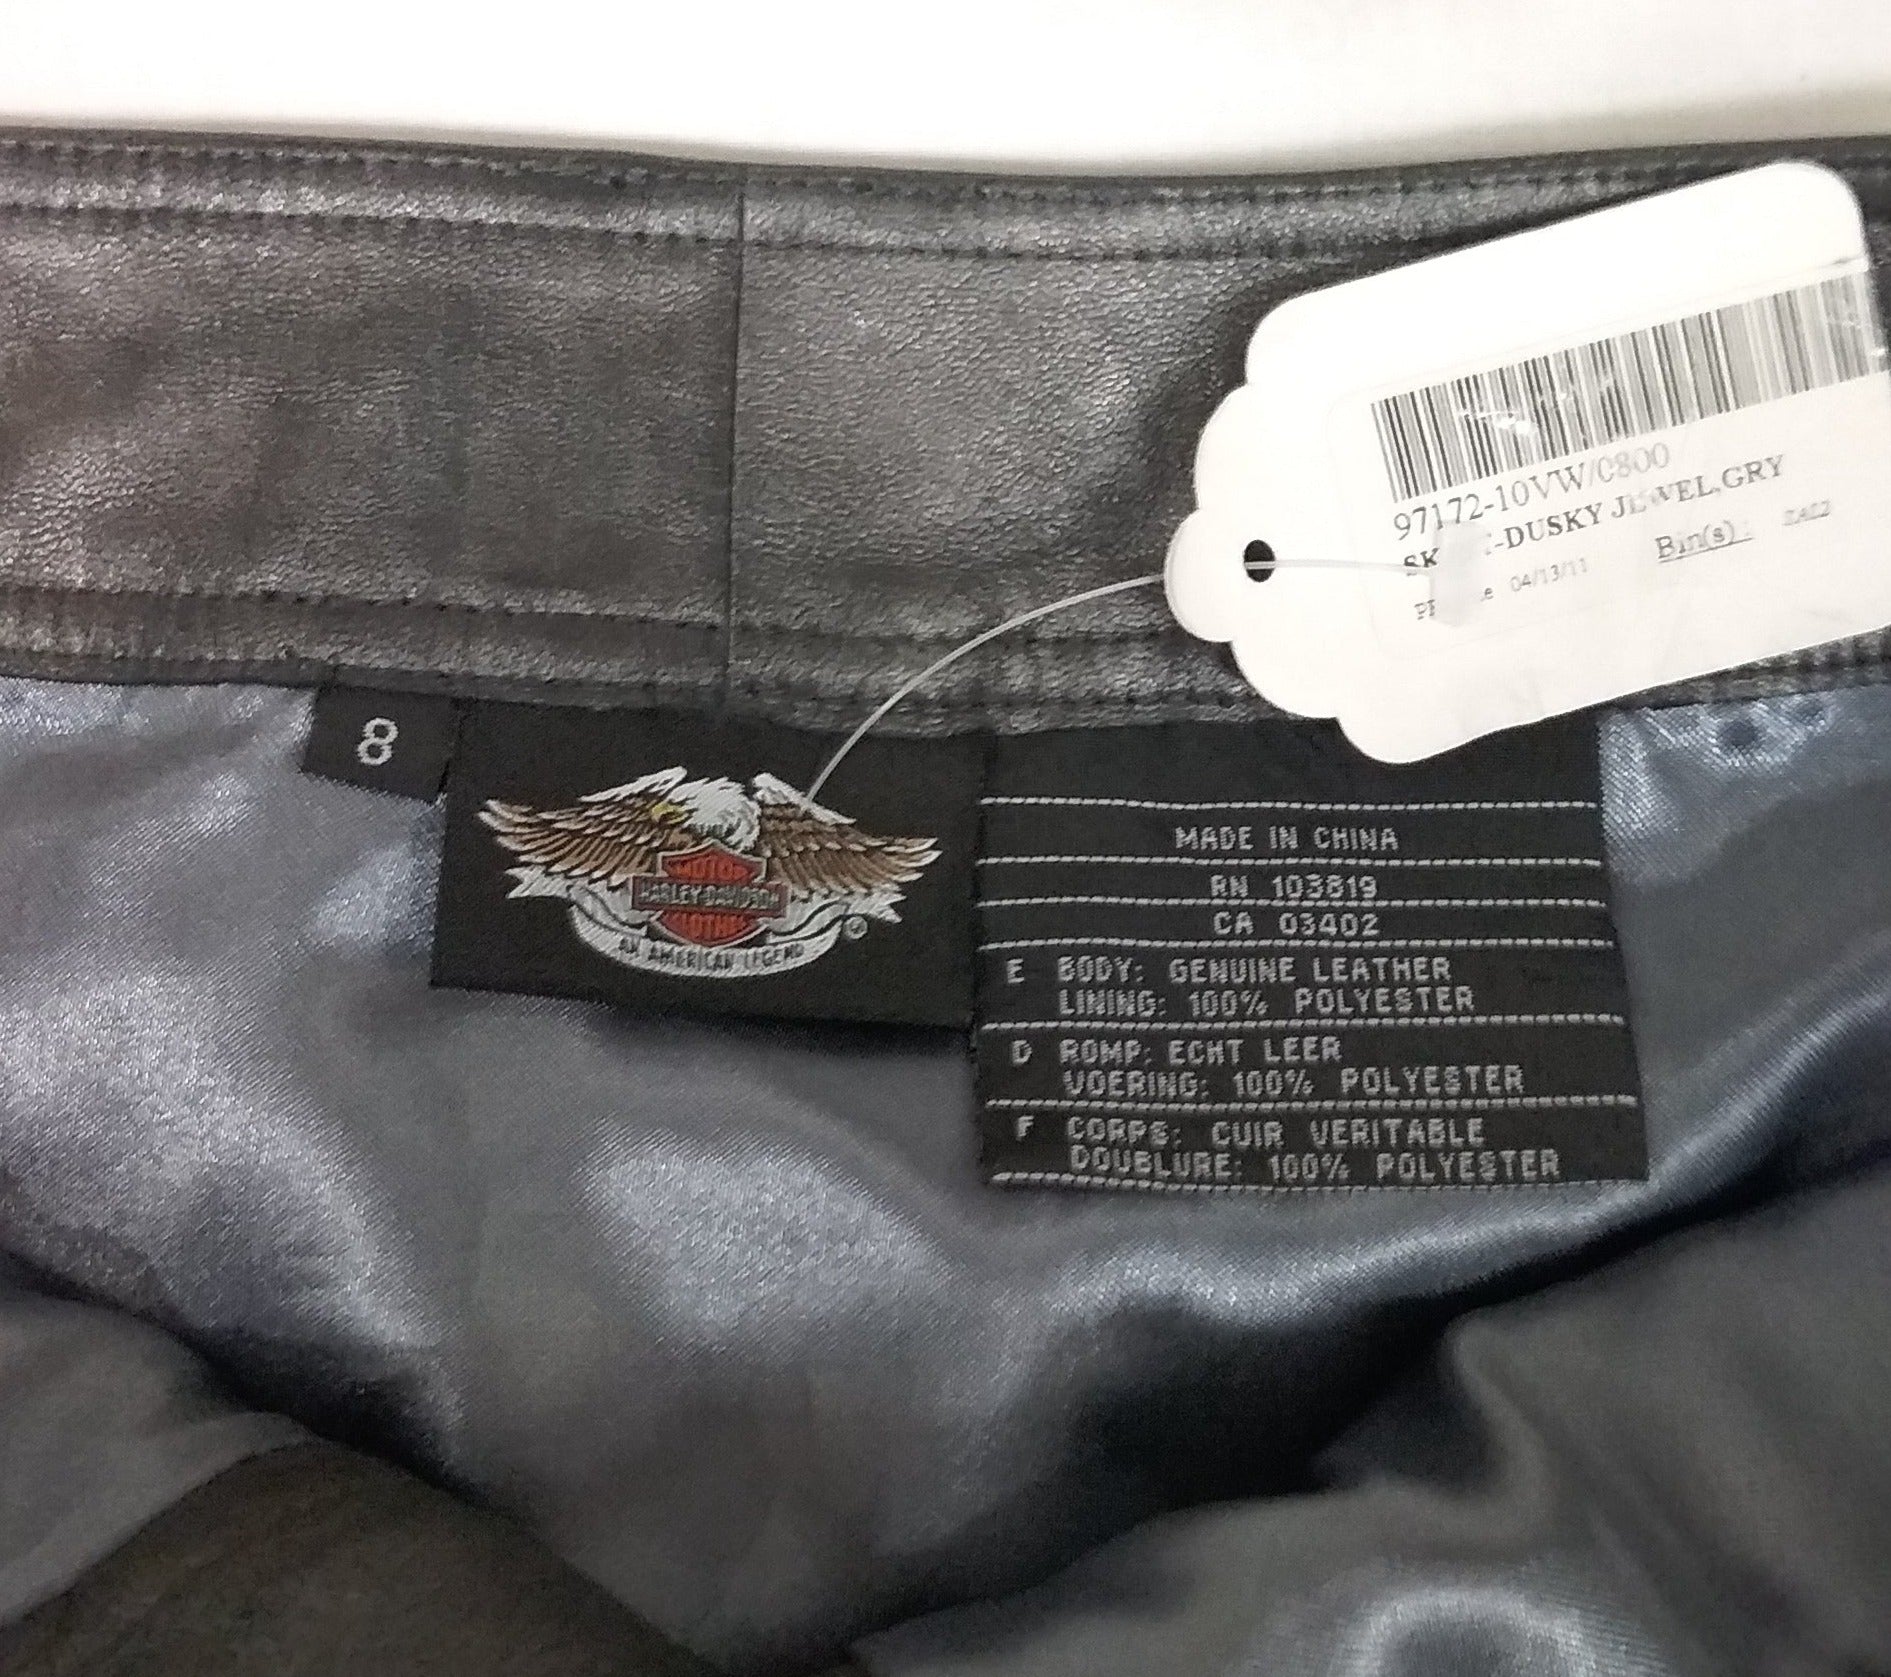 97172-10VW/0800
-DUSKY JEWEL,GRY
04/13/11 Bin(s):
8
MOTOR
HARLEY-DAVIDSON
CLOTHES
AN AMERICAN LEGEND
®
MADE IN CHINA
RN 103819
CA 03402
E BODY: GENUINE LEATHER
LINING: 100% POLYESTER
D ROMP: ECHT LEER
VOERING: 100% POLYESTER
F CORPS: CUIR VERITABLE
DOUBLURE: 100% POLYESTER